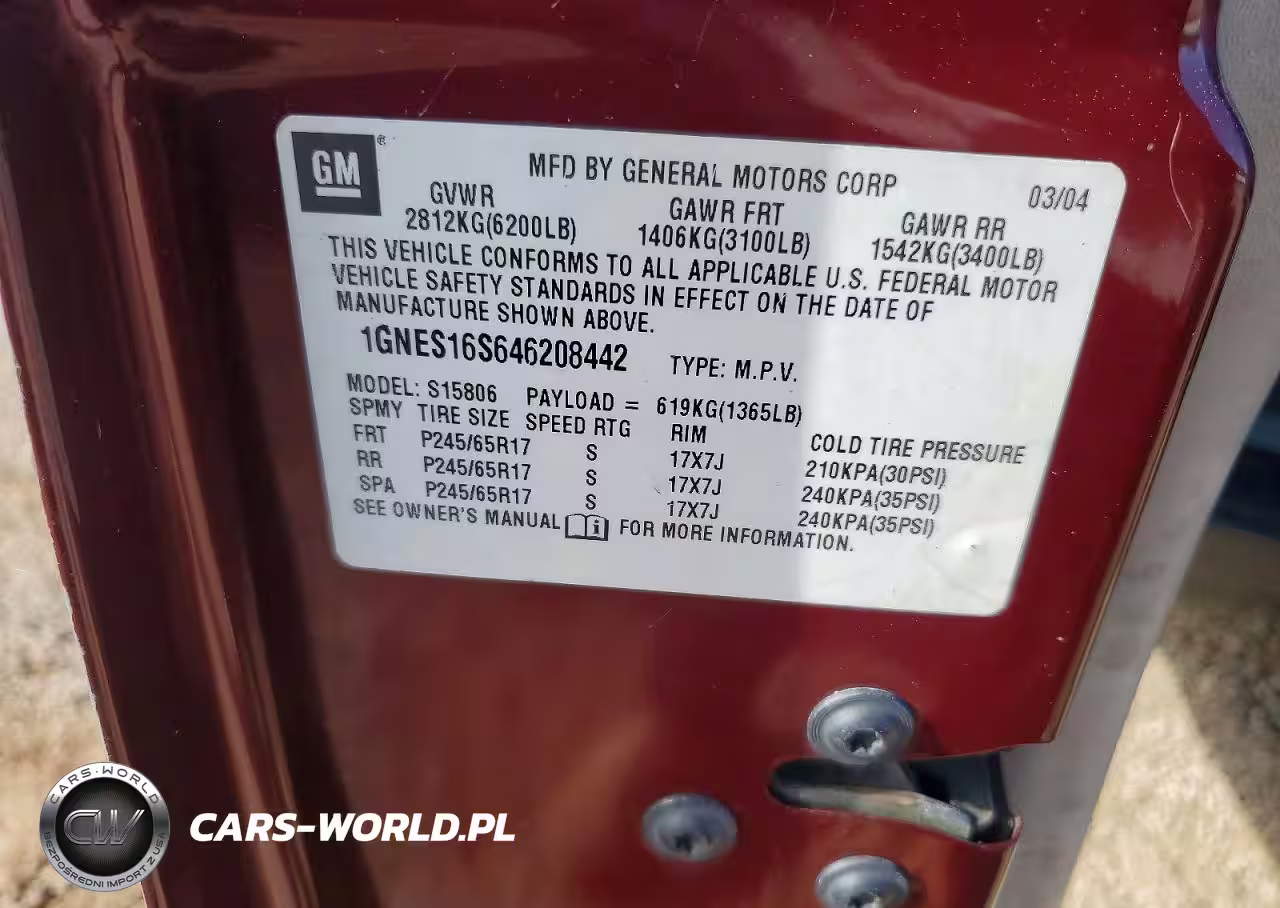 GM®
MFD BY GENERAL MOTORS CORP 03/04
GVWR GAWR FRT GAWR RR
2812KG(6200LB) 1406KG(3100LB) 1542KG(3400LB)
THIS VEHICLE CONFORMS TO ALL APPLICABLE U.S. FEDERAL MOTOR
VEHICLE SAFETY STANDARDS IN EFFECT ON THE DATE OF
MANUFACTURE SHOWN ABOVE.
1GNES16S646208442 TYPE: M.P.V.
MODEL: S15806 PAYLOAD = 619KG(1365LB)
SPMY TIRE SIZE SPEED RTG RIM COLD TIRE PRESSURE
FRT P245/65R17 S 17X7J 210KPA(30PSI)
RR P245/65R17 S 17X7J 240KPA(35PSI)
SPA P245/65R17 S 17X7J 240KPA(35PSI)
SEE OWNER'S MANUAL FOR MORE INFORMATION.
CARS-WORLD
CW
BEZPOŚREDNI IMPORT Z USA
CARS-WORLD.PL